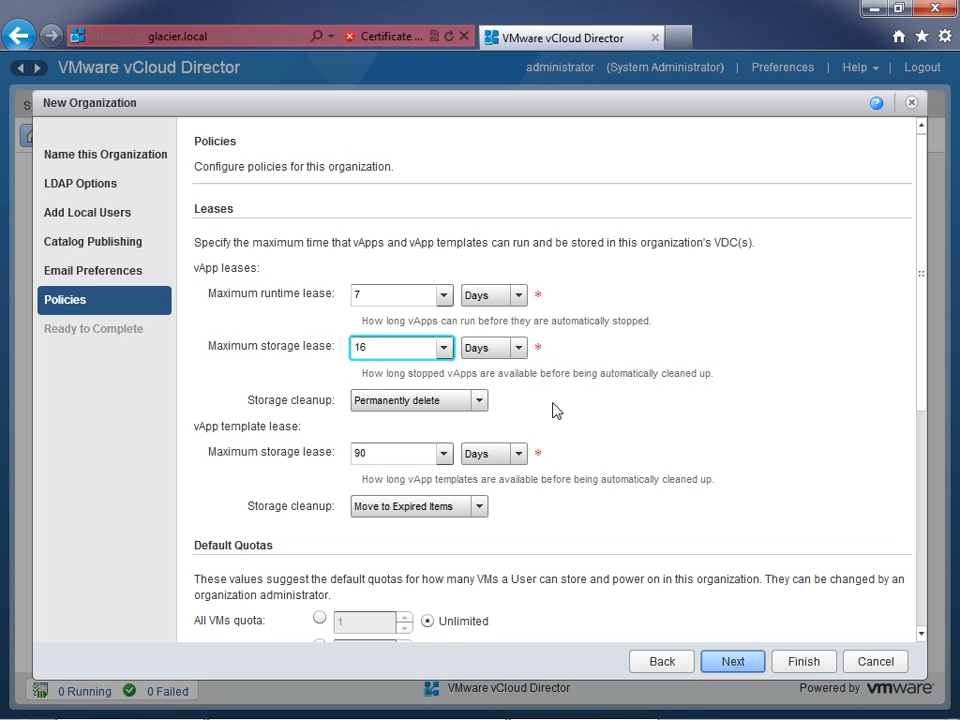 glacier.local
Certificate ...
VMware vCloud Director
VMware vCloud Director
administrator (System Administrator) | Preferences | Help | Logout
New Organization
Name this Organization
LDAP Options
Add Local Users
Catalog Publishing
Email Preferences
Policies
Ready to Complete
Policies
Configure policies for this organization.
Leases
Specify the maximum time that vApps and vApp templates can run and be stored in this organization's VDC(s).
vApp leases:
Maximum runtime lease: 7 Days *
How long vApps can run before they are automatically stopped.
Maximum storage lease: 16 Days *
How long stopped vApps are available before being automatically cleaned up.
Storage cleanup: Permanently delete
vApp template lease:
Maximum storage lease: 90 Days *
How long vApp templates are available before being automatically cleaned up.
Storage cleanup: Move to Expired Items
Default Quotas
These values suggest the default quotas for how many VMs a User can store and power on in this organization. They can be changed by an
organization administrator.
All VMs quota: 1 Unlimited
Back Next Finish Cancel
0 Running 0 Failed
VMware vCloud Director
Powered by vmware